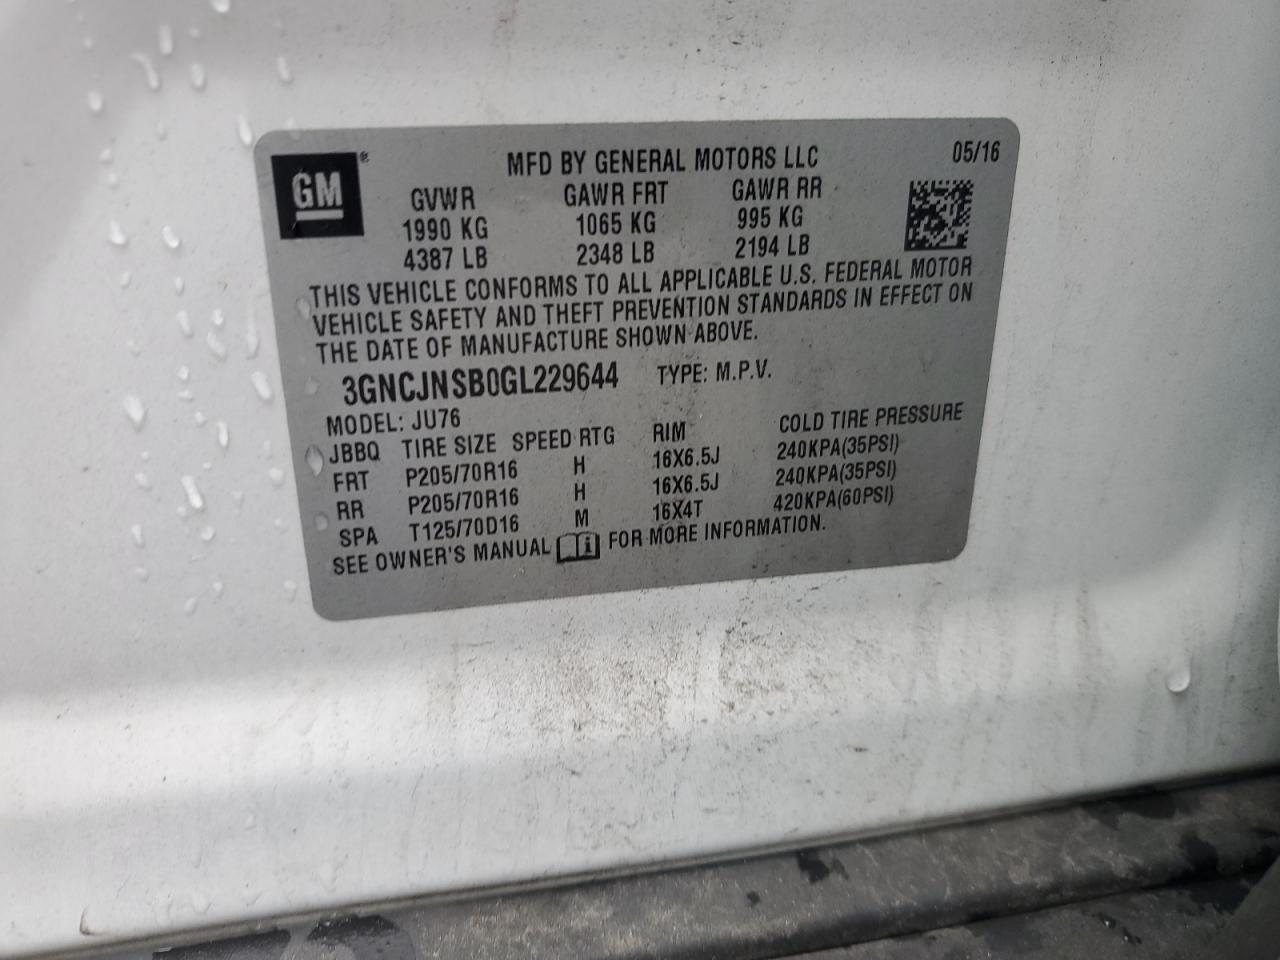 GM®
MFD BY GENERAL MOTORS LLC 05/16
GVWR GAWR FRT GAWR RR
1990 KG 1065 KG 995 KG
4387 LB 2348 LB 2194 LB
THIS VEHICLE CONFORMS TO ALL APPLICABLE U.S. FEDERAL MOTOR
VEHICLE SAFETY AND THEFT PREVENTION STANDARDS IN EFFECT ON
THE DATE OF MANUFACTURE SHOWN ABOVE.
3GNCJNSB0GL229644 TYPE: M.P.V.
MODEL: JU76
JBBQ TIRE SIZE SPEED RTG RIM COLD TIRE PRESSURE
FRT P205/70R16 H 16X6.5J 240KPA(35PSI)
RR P205/70R16 H 16X6.5J 240KPA(35PSI)
SPA T125/70D16 M 16X4T 420KPA(60PSI)
SEE OWNER'S MANUAL FOR MORE INFORMATION.